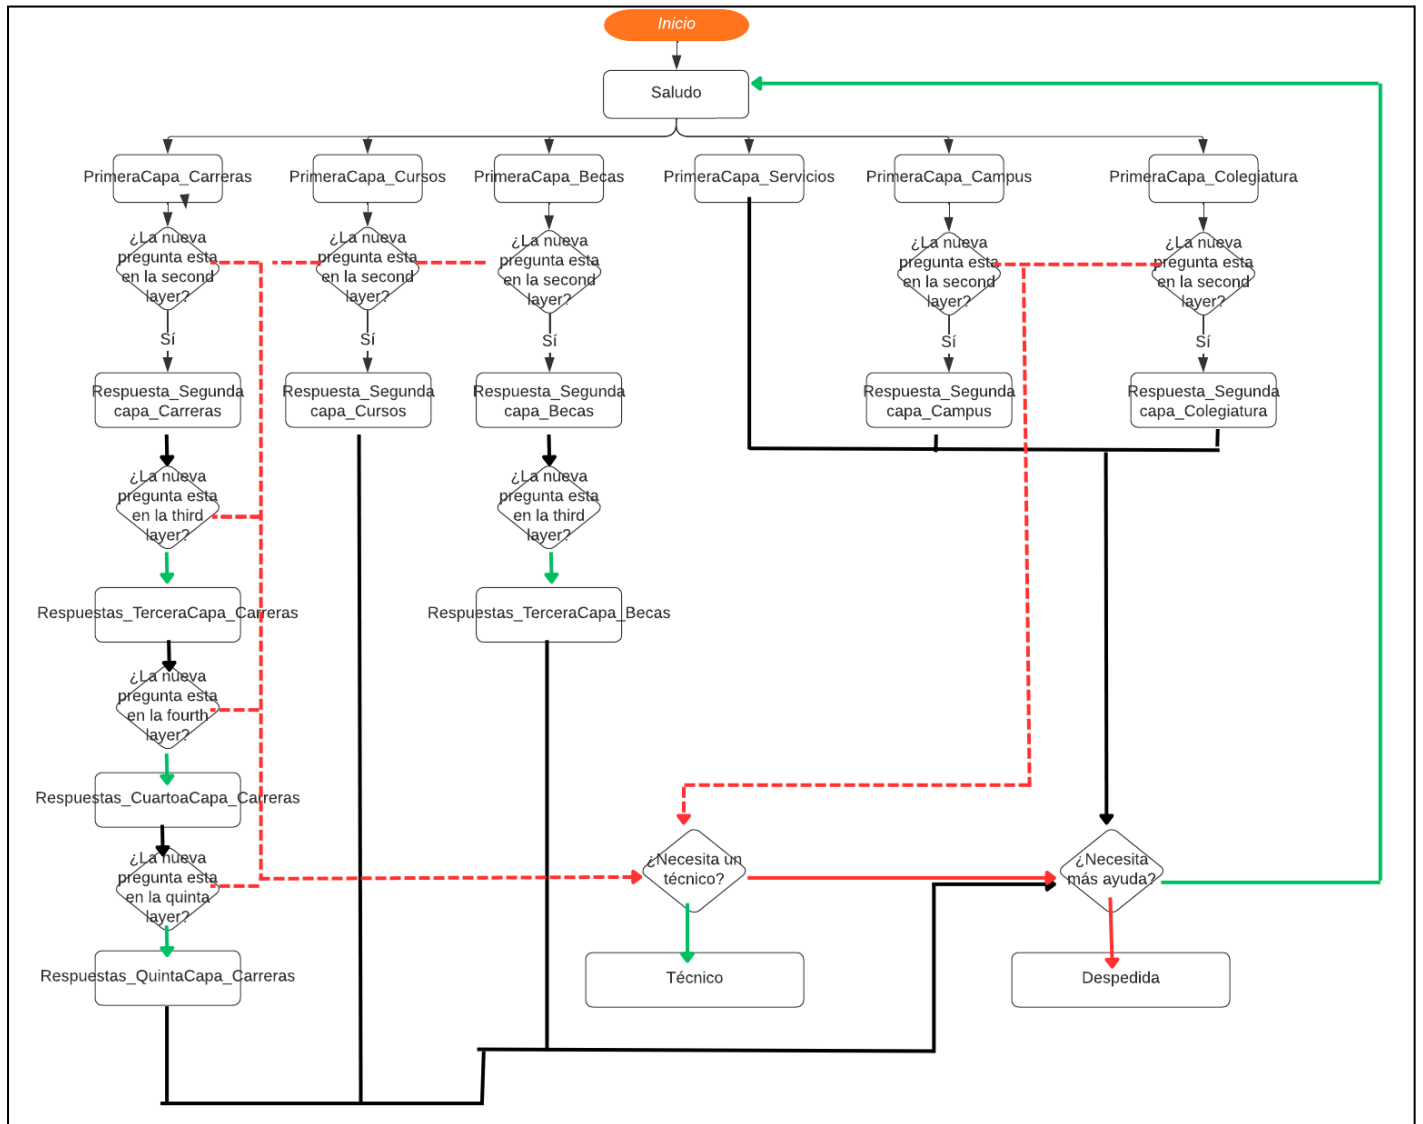 Inicio
Saludo
PrimeraCapa_Carreras
PrimeraCapa_Cursos
PrimeraCapa_Becas
PrimeraCapa_Servicios
PrimeraCapa_Campus
PrimeraCapa_Colegiatura
¿La nueva
pregunta esta
en la second
layer?
¿La nueva
pregunta esta
en la second
layer?
¿La nueva
pregunta esta
en la second
layer?
¿La nueva
pregunta esta
en la second
layer?
¿La nueva
pregunta esta
en la second
layer?
Sí
Sí
Sí
Sí
Sí
Respuesta_Segunda
capa_Carreras
Respuesta_Segunda
capa_Cursos
Respuesta_Segunda
capa_Becas
Respuesta_Segunda
capa_Campus
Respuesta_Segunda
capa_Colegiatura
¿La nueva
pregunta esta
en la third
layer?
¿La nueva
pregunta esta
en la third
layer?
Respuestas_TerceraCapa_Carreras
Respuestas_TerceraCapa_Becas
¿La nueva
pregunta esta
en la fourth
layer?
Respuestas_CuartoaCapa_Carreras
¿La nueva
pregunta esta
en la quinta
layer?
¿Necesita un
técnico?
¿Necesita
más ayuda?
Respuestas_QuintaCapa_Carreras
Técnico
Despedida